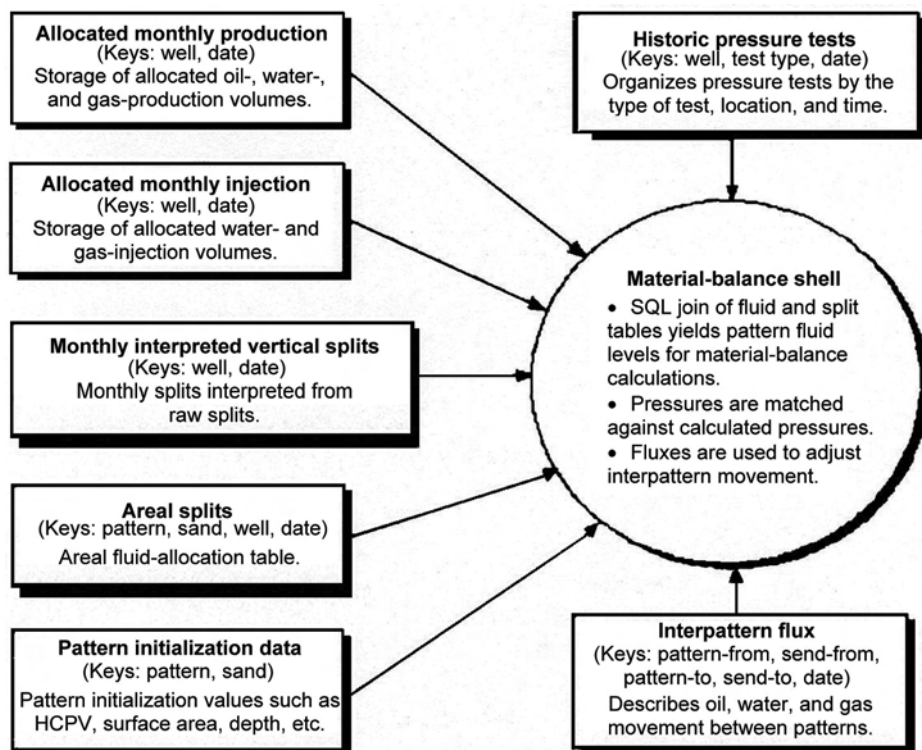 Allocated monthly production
(Keys: well, date)
Storage of allocated oil-, water-,
and gas-production volumes.
Allocated monthly injection
(Keys: well, date)
Storage of allocated water- and
gas-injection volumes.
Monthly interpreted vertical splits
(Keys: well, date)
Monthly splits interpreted from
raw splits.
Areal splits
(Keys: pattern, sand, well, date)
Areal fluid-allocation table.
Pattern initialization data
(Keys: pattern, sand)
Pattern initialization values such as
HCPV, surface area, depth, etc.
Historic pressure tests
(Keys: well, test type, date)
Organizes pressure tests by the
type of test, location, and time.
Material-balance shell
• SQL join of fluid and split
tables yields pattern fluid
levels for material-balance
calculations.
• Pressures are matched
against calculated pressures.
• Fluxes are used to adjust
interpattern movement.
Interpattern flux
(Keys: pattern-from, send-from,
pattern-to, send-to, date)
Describes oil, water, and gas
movement between patterns.